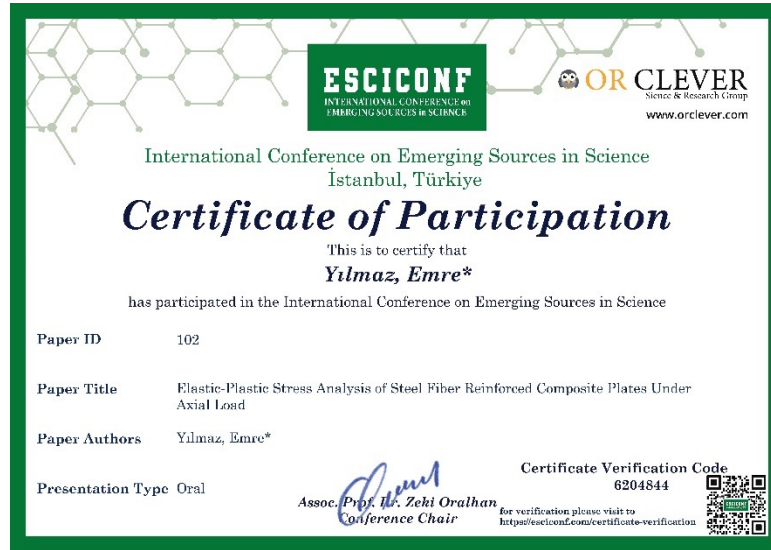 ESCICONF
INTERNATIONAL CONFERENCE on
EMERGING SOURCES in SCIENCE
OR CLEVER
Sience & Research Group
www.orclever.com
International Conference on Emerging Sources in Science
İstanbul, Türkiye
Certificate of Participation
This is to certify that
Yılmaz, Emre*
has participated in the International Conference on Emerging Sources in Science
Paper ID 102
Paper Title Elastic-Plastic Stress Analysis of Steel Fiber Reinforced Composite Plates Under
Axial Load
Paper Authors Yılmaz, Emre*
Presentation Type Oral
Assoc. Prof. Dr. Zeki Oralhan
Conference Chair
Certificate Verification Code
6204844
for verification please visit to
https://esciconf.com/certificate-verification
ESCICONF